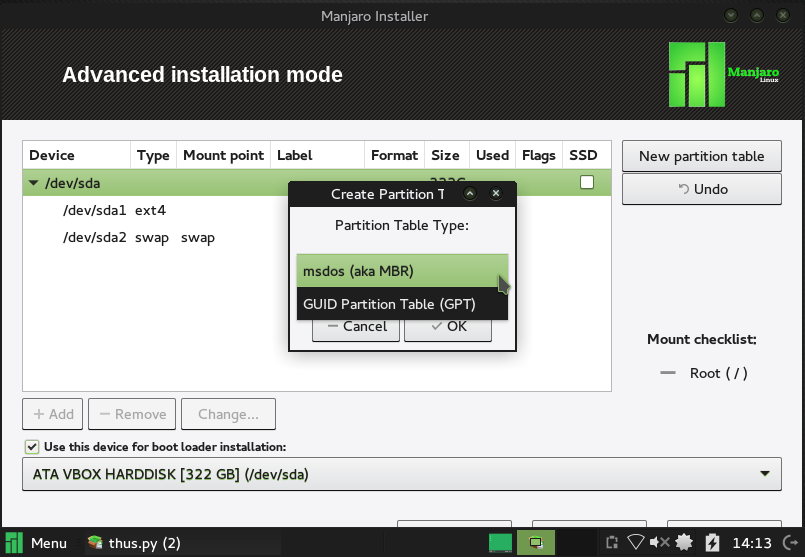 Manjaro Installer
Advanced installation mode
Manjaro
Linux
Device Type Mount point Label Format Size Used Flags SSD
/dev/sda
/dev/sda1 ext4
/dev/sda2 swap swap
New partition table
Undo
Create Partition T
Partition Table Type:
msdos (aka MBR)
GUID Partition Table (GPT)
Cancel OK
Mount checklist:
Root ( / )
Add Remove Change...
Use this device for boot loader installation:
ATA VBOX HARDDISK [322 GB] (/dev/sda)
Menu thus.py (2) 14:13